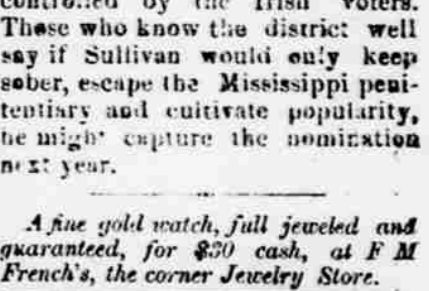 controlled by the Irish voters.
Those who know the district well
say if Sullivan would only keep
sober, escape the Mississippi peni-
tentiary and cultivate popularity,
he might capture the nomination
next year.
A fine gold watch, full jeweled and
guaranteed, for $30 cash, at F M
French's, the corner Jewelry Store.